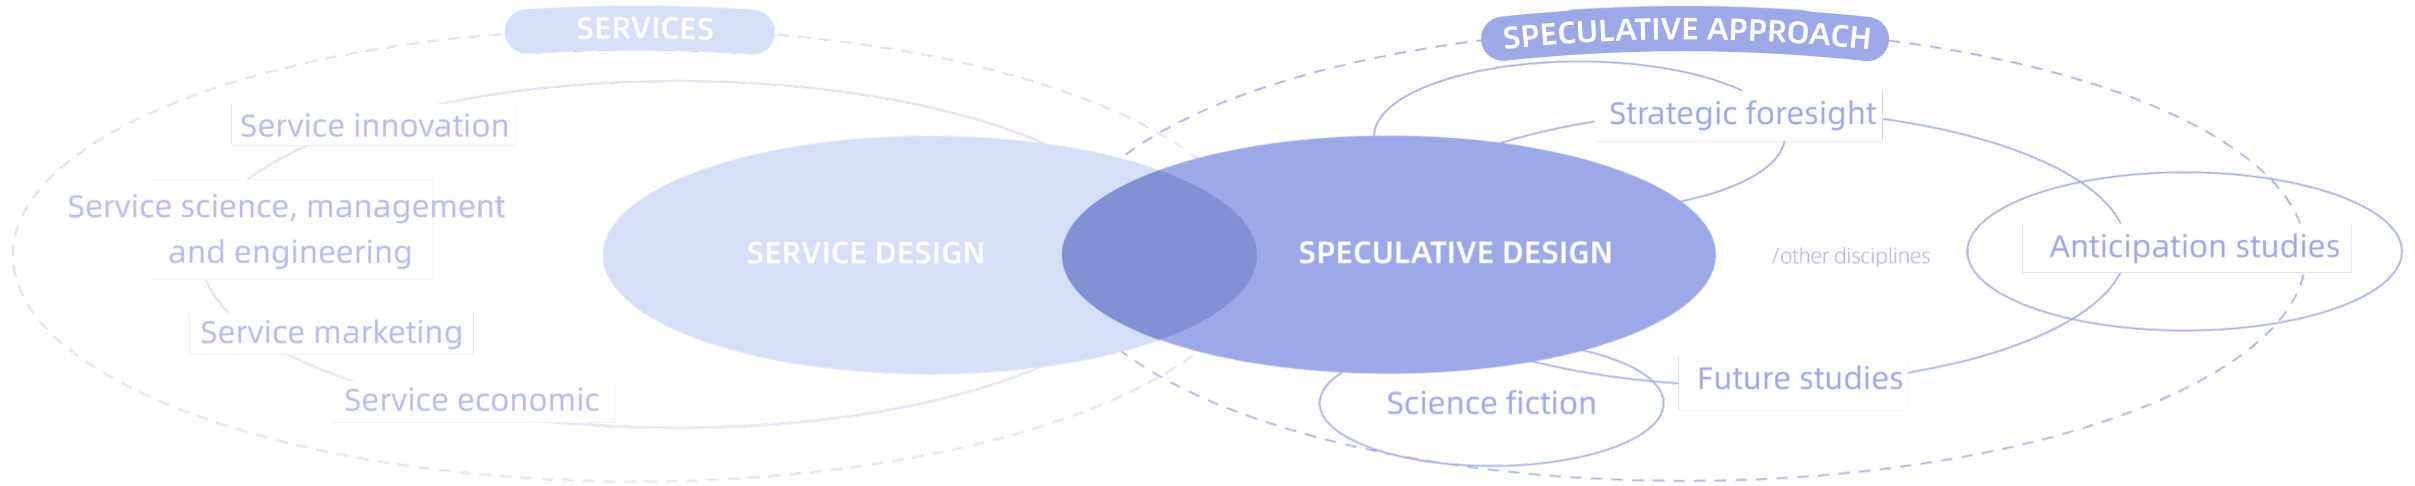 SERVICES
Service innovation
Service science, management
and engineering
Service marketing
Service economic
SERVICE DESIGN
SPECULATIVE APPROACH
SPECULATIVE DESIGN
Strategic foresight
/other disciplines
Anticipation studies
Future studies
Science fiction